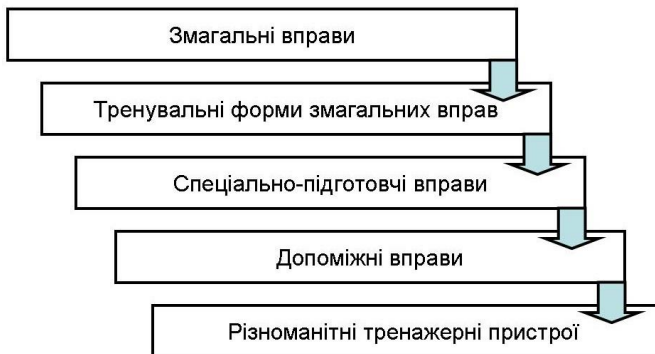 Змагальні вправи
Тренувальні форми змагальних вправ
Спеціально-підготовчі вправи
Допоміжні вправи
Різноманітні тренажерні пристрої